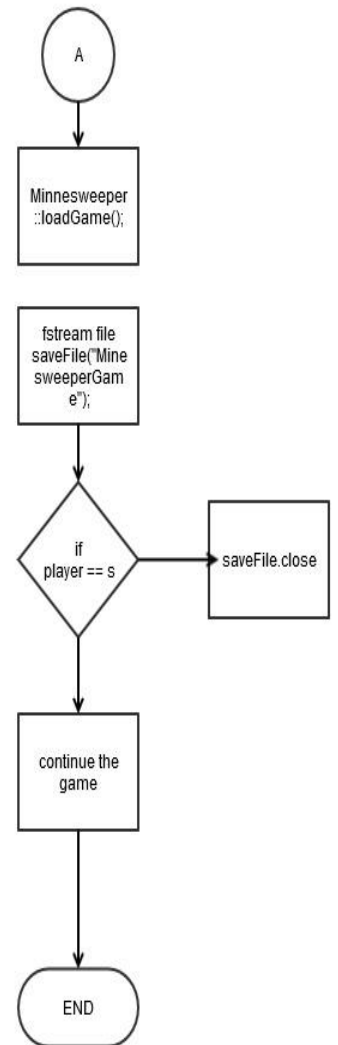 A
Minnesweeper
::loadGame();
fstream file
saveFile("Mine
sweeperGam
e");
if
player == s
saveFile.close
continue the
game
END